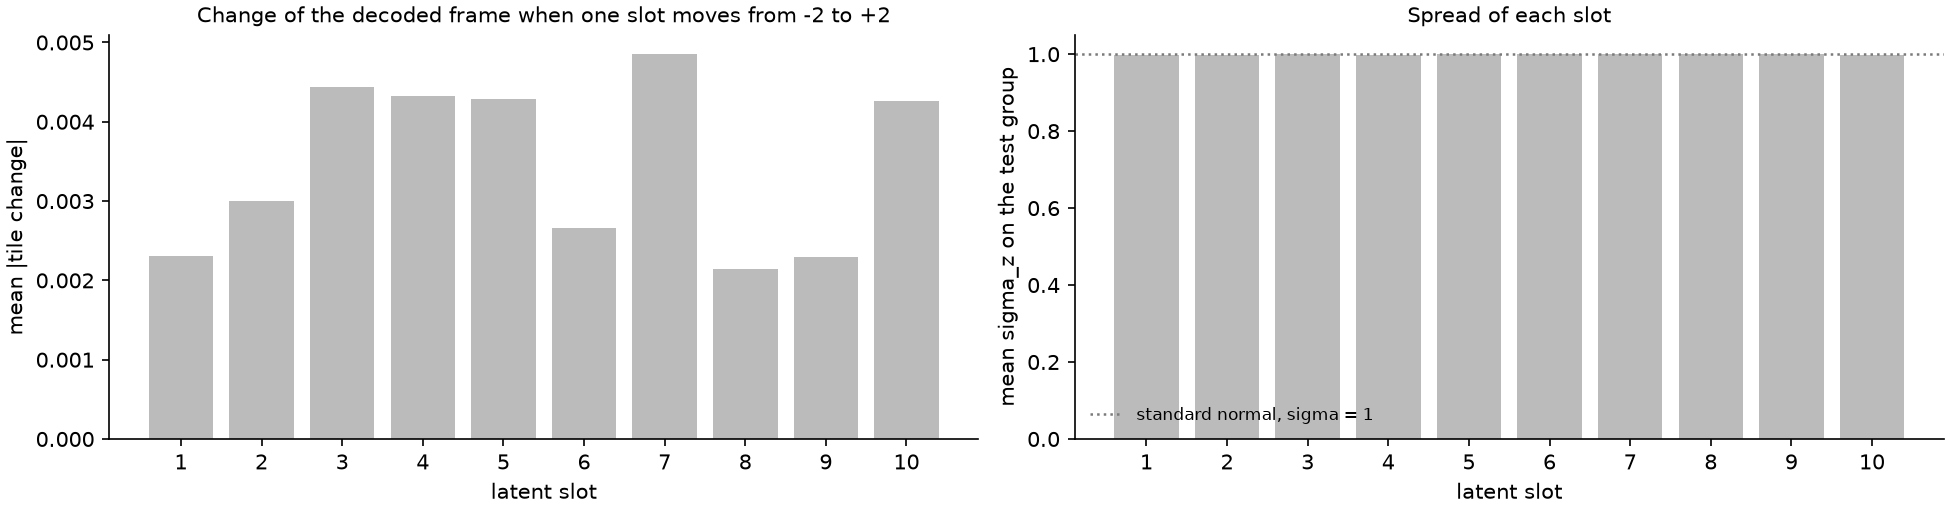 Change of the decoded frame when one slot moves from -2 to +2
mean |tile change|
0.005
0.004
0.003
0.002
0.001
0.000
1 2 3 4 5 6 7 8 9 10
latent slot
Spread of each slot
mean sigma_z on the test group
1.0
0.8
0.6
0.4
0.2
0.0
standard normal, sigma = 1
1 2 3 4 5 6 7 8 9 10
latent slot